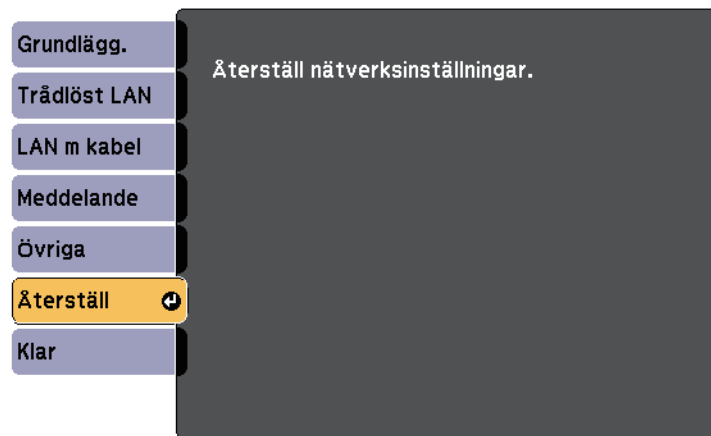 Grundlägg.
Trådlöst LAN
LAN m kabel
Meddelande
Övriga
Återställ
Klar
Återställ nätverksinställningar.